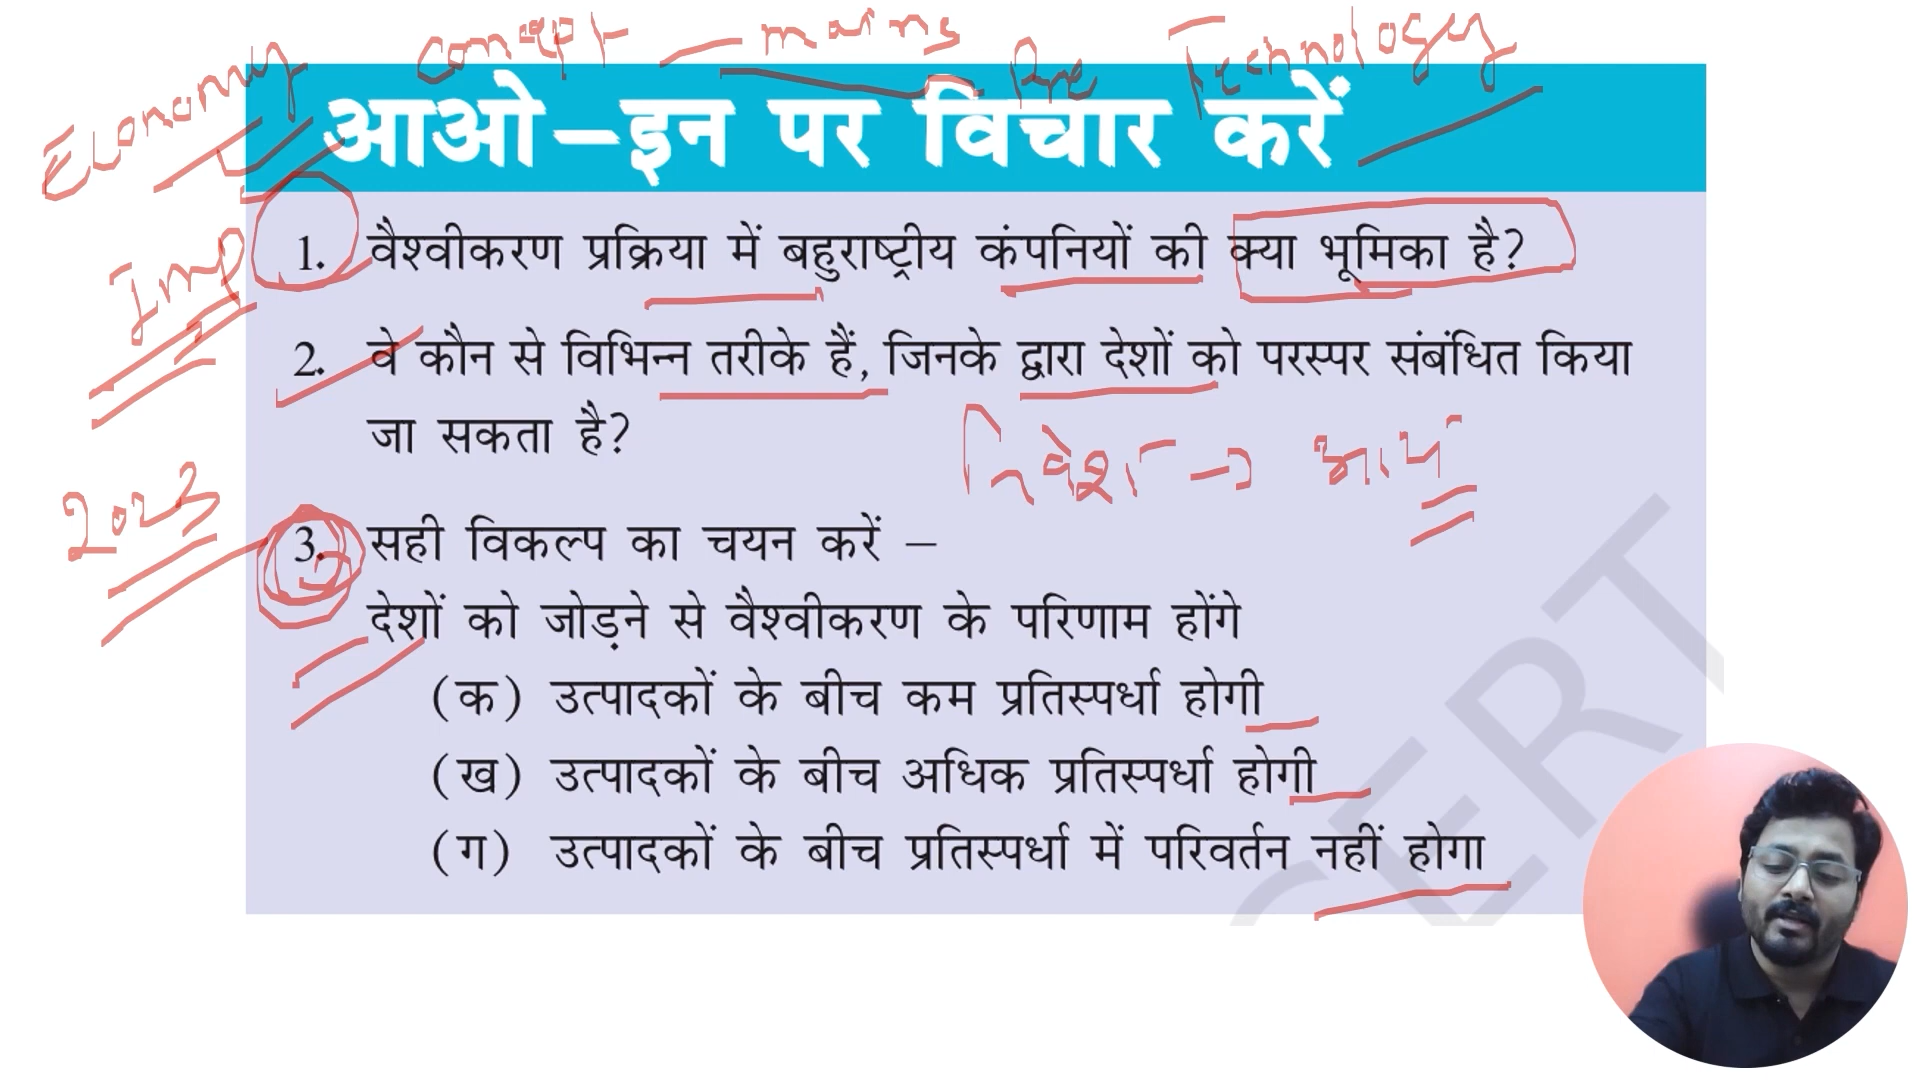 Economy Concept – mains Pre Technology
आओ–इन पर विचार करें
Imp
1. वैश्वीकरण प्रक्रिया में बहुराष्ट्रीय कंपनियों की क्या भूमिका है?
2. वे कौन से विभिन्न तरीके हैं, जिनके द्वारा देशों को परस्पर संबंधित किया
जा सकता है?
निवेश →
2023
3. सही विकल्प का चयन करें –
देशों को जोड़ने से वैश्वीकरण के परिणाम होंगे
(क) उत्पादकों के बीच कम प्रतिस्पर्धा होगी
(ख) उत्पादकों के बीच अधिक प्रतिस्पर्धा होगी
(ग) उत्पादकों के बीच प्रतिस्पर्धा में परिवर्तन नहीं होगा